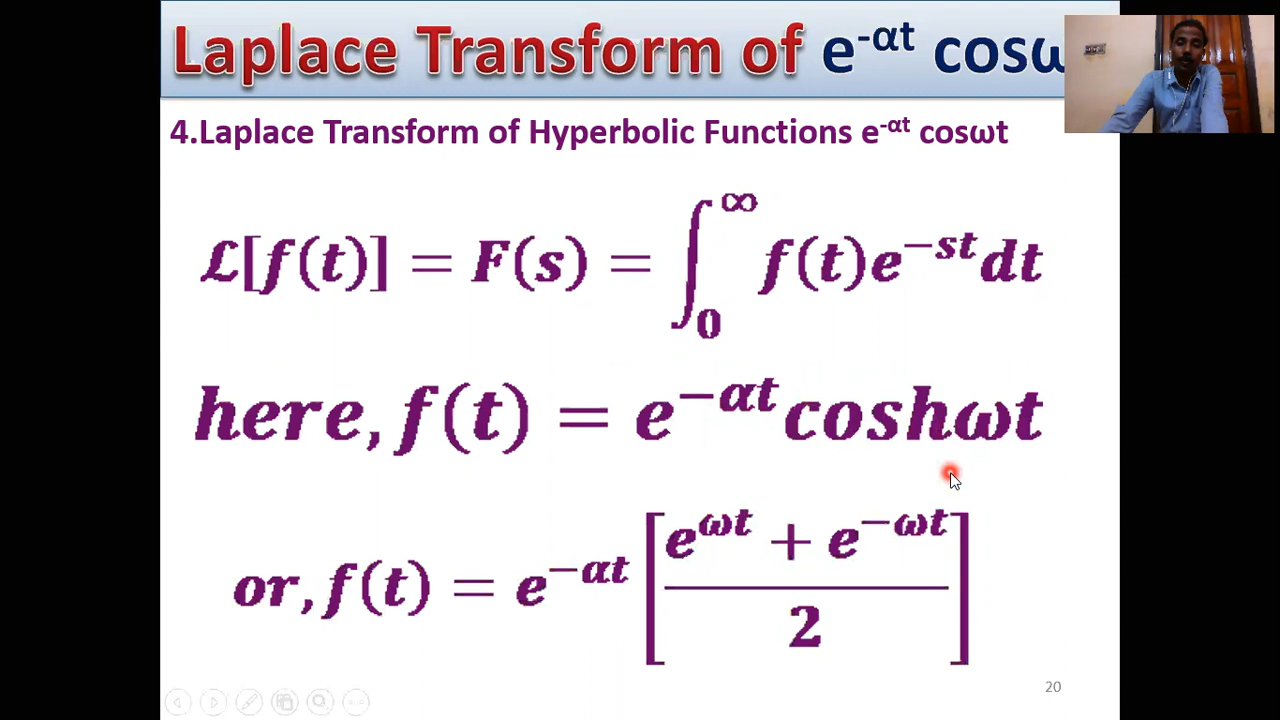 Laplace Transform of e^-αt cosω
4.Laplace Transform of Hyperbolic Functions e^-αt cosωt
ℒ[f(t)] = F(s) = ∫₀^∞ f(t)e^−st dt
here, f(t) = e^−αt coshωt
or, f(t) = e^−αt [(e^ωt + e^−ωt)/2]
20